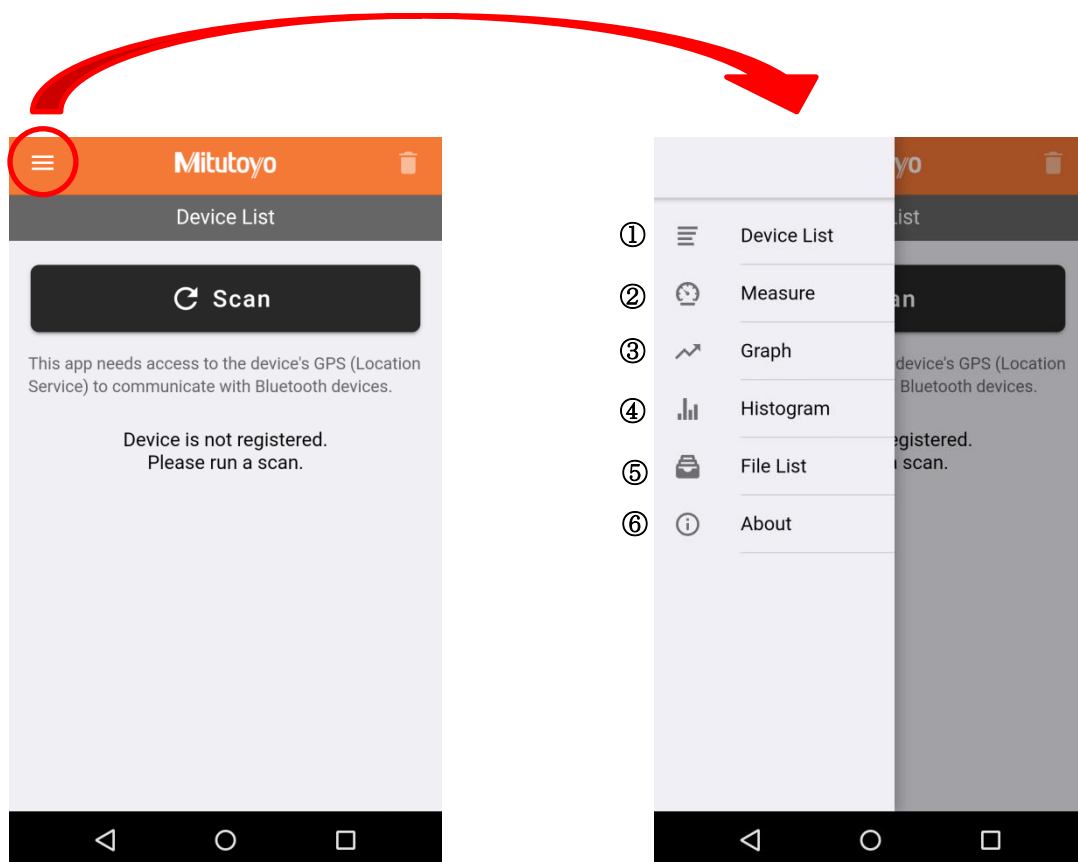 Mitutoyo
Device List
Scan
This app needs access to the device's GPS (Location
Service) to communicate with Bluetooth devices.
Device is not registered.
Please run a scan.
yo
List
an
device's GPS (Location
Bluetooth devices.
egistered.
scan.
① Device List
② Measure
③ Graph
④ Histogram
⑤ File List
⑥ About